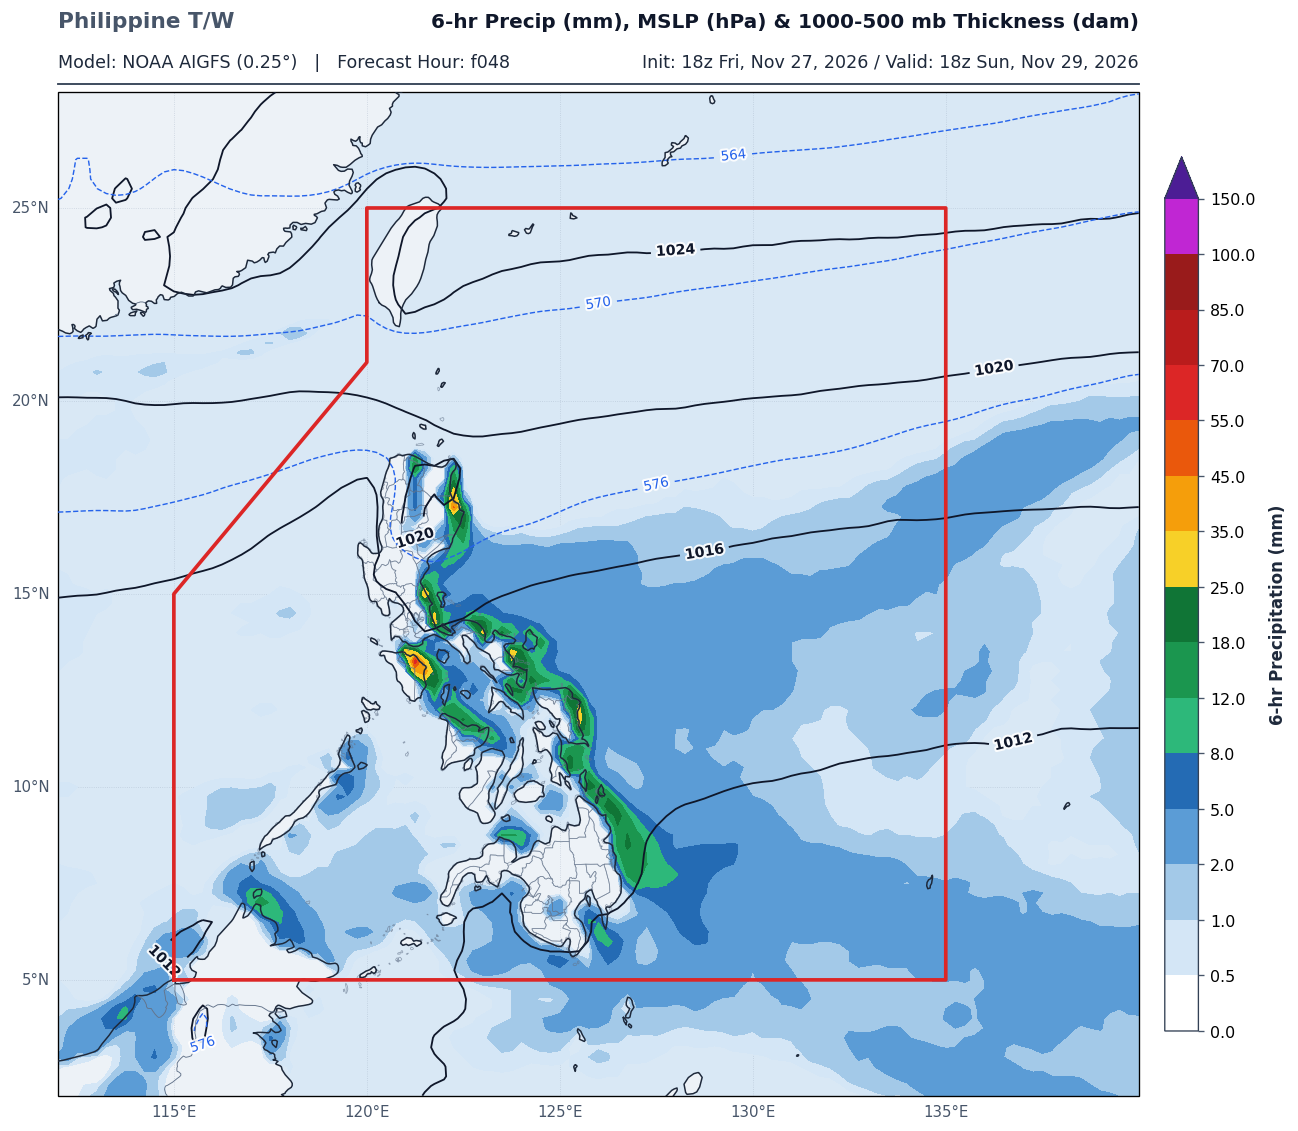 Philippine T/W
6-hr Precip (mm), MSLP (hPa) & 1000-500 mb Thickness (dam)
Model: NOAA AIGFS (0.25°) | Forecast Hour: f048
Init: 18z Fri, Nov 27, 2026 / Valid: 18z Sun, Nov 29, 2026
564
1024
570
1020
576
1020
1016
1012
1012
576
25°N
20°N
15°N
10°N
5°N
115°E
120°E
125°E
130°E
135°E
150.0
100.0
85.0
70.0
55.0
45.0
35.0
25.0
18.0
12.0
8.0
5.0
2.0
1.0
0.5
0.0
6-hr Precipitation (mm)